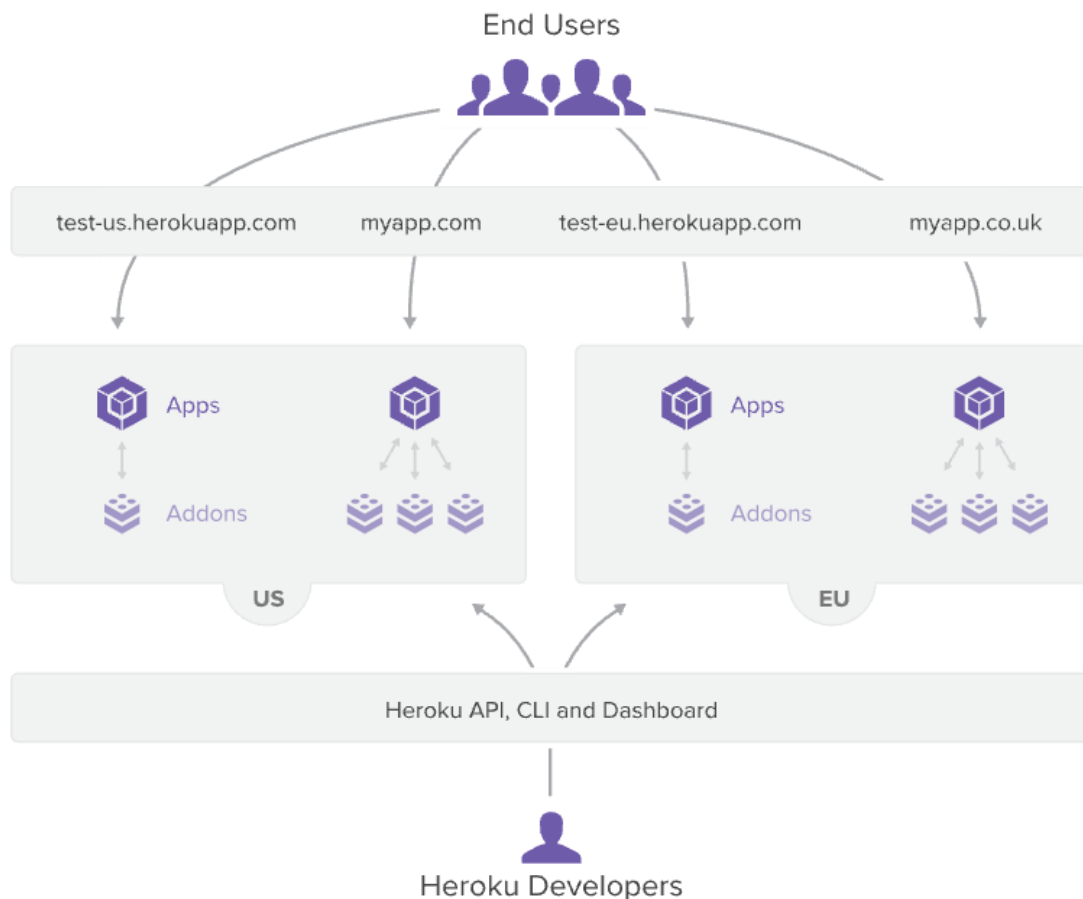 End Users
test-us.herokuapp.com
myapp.com
test-eu.herokuapp.com
myapp.co.uk
Apps
Addons
US
Apps
Addons
EU
Heroku API, CLI and Dashboard
Heroku Developers